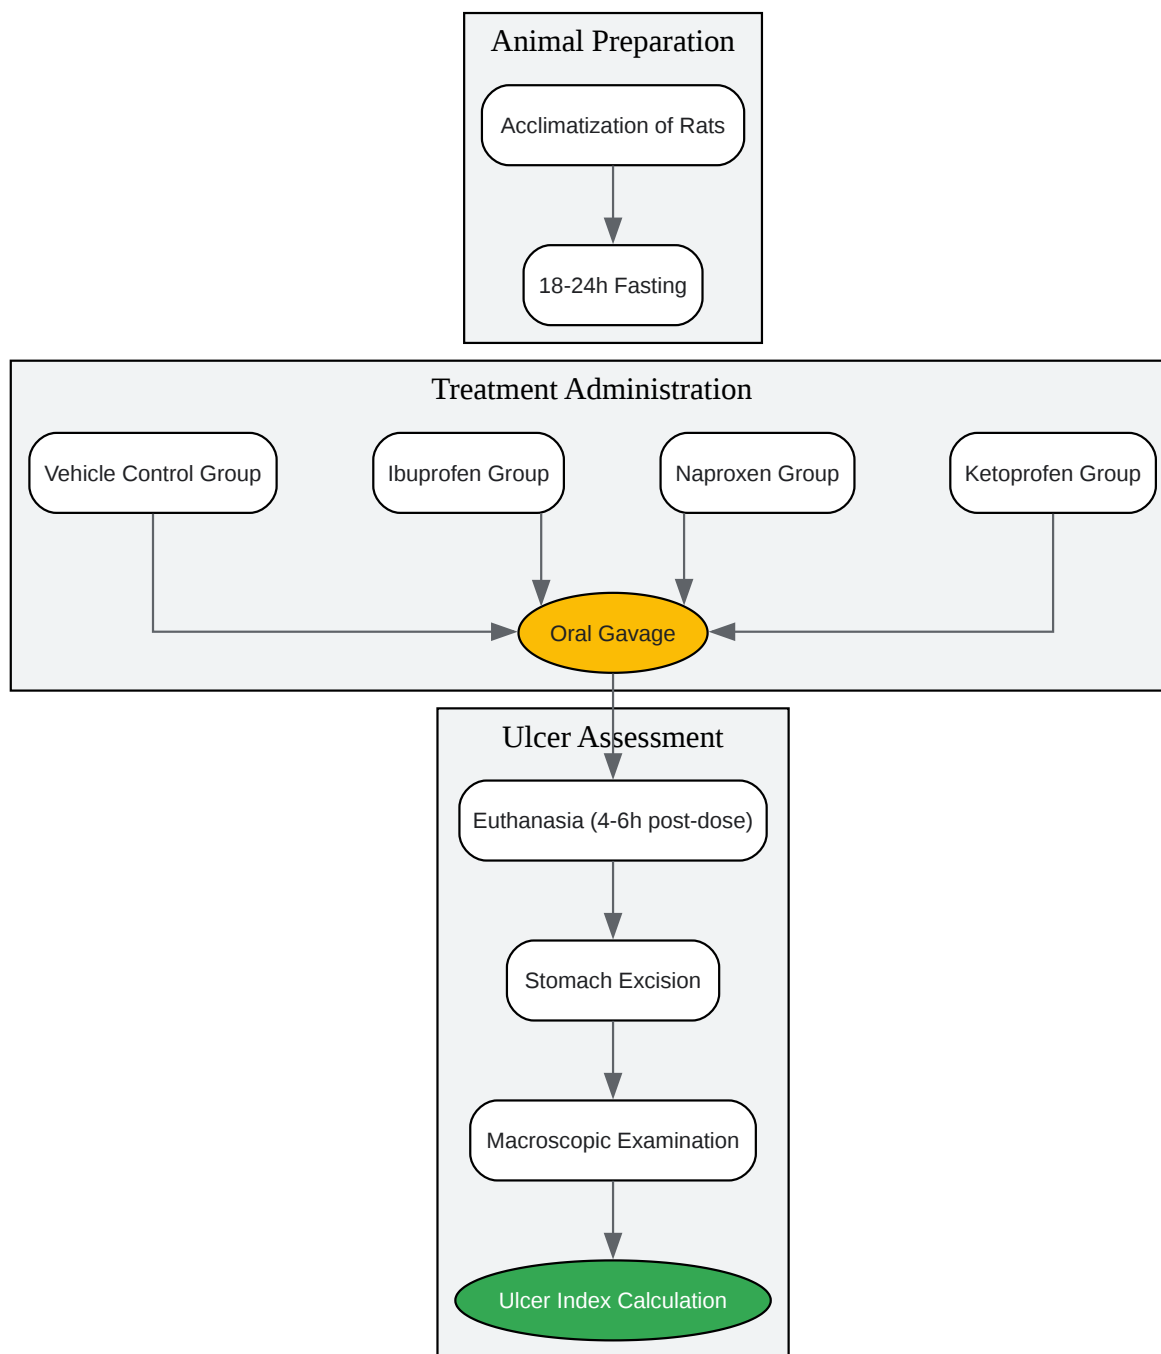 Animal Preparation
Acclimatization of Rats
18-24h Fasting
Treatment Administration
Vehicle Control Group
Ibuprofen Group
Naproxen Group
Ketoprofen Group
Oral Gavage
Ulcer Assessment
Euthanasia (4-6h post-dose)
Stomach Excision
Macroscopic Examination
Ulcer Index Calculation